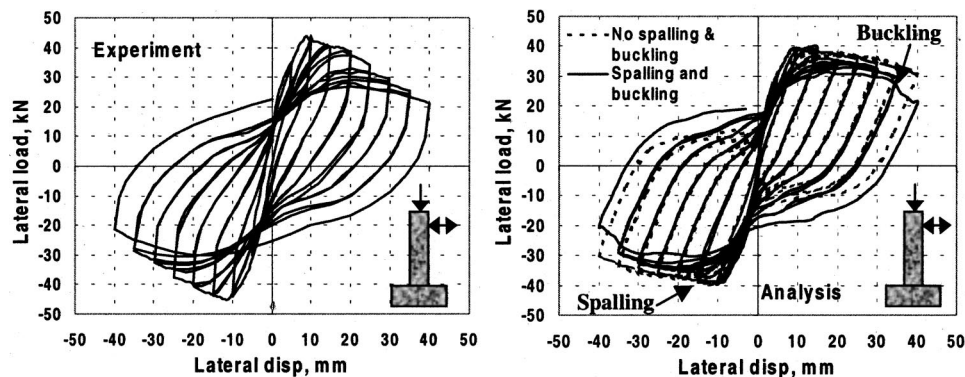 Experiment
Lateral load, kN
50
40
30
20
10
0
-10
-20
-30
-40
-50
-50 -40 -30 -20 -10 0 10 20 30 40 50
Lateral disp, mm
No spalling &
buckling
Spalling and
buckling
Buckling
Spalling
Analysis
Lateral load, kN
50
40
30
20
10
0
-10
-20
-30
-40
-50
-50 -40 -30 -20 -10 0 10 20 30 40 50
Lateral disp, mm